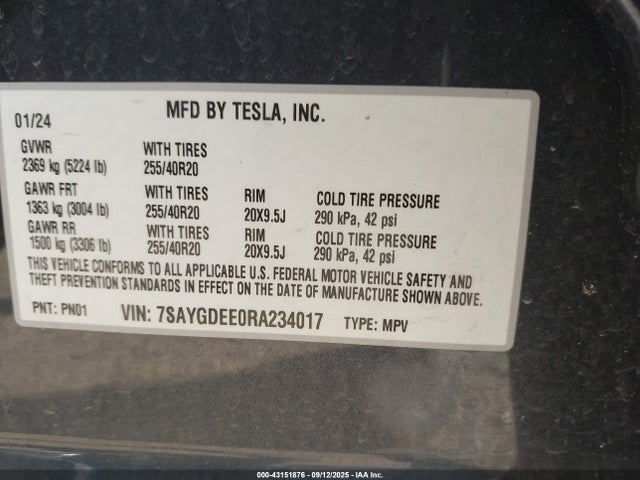 MFD BY TESLA, INC.
01/24
GVWR WITH TIRES
2369 kg (5224 lb) 255/40R20
GAWR FRT WITH TIRES RIM COLD TIRE PRESSURE
1363 kg (3004 lb) 255/40R20 20X9.5J 290 kPa, 42 psi
GAWR RR WITH TIRES RIM COLD TIRE PRESSURE
1500 kg (3306 lb) 255/40R20 20X9.5J 290 kPa, 42 psi
THIS VEHICLE CONFORMS TO ALL APPLICABLE U.S. FEDERAL MOTOR VEHICLE SAFETY AND
THEFT PREVENTION STANDARDS IN EFFECT ON THE DATE OF MANUFACTURE SHOWN ABOVE.
PNT: PN01 VIN: 7SAYGDEE0RA234017 TYPE: MPV
000-43151876 - 09/12/2025 - IAA Inc.